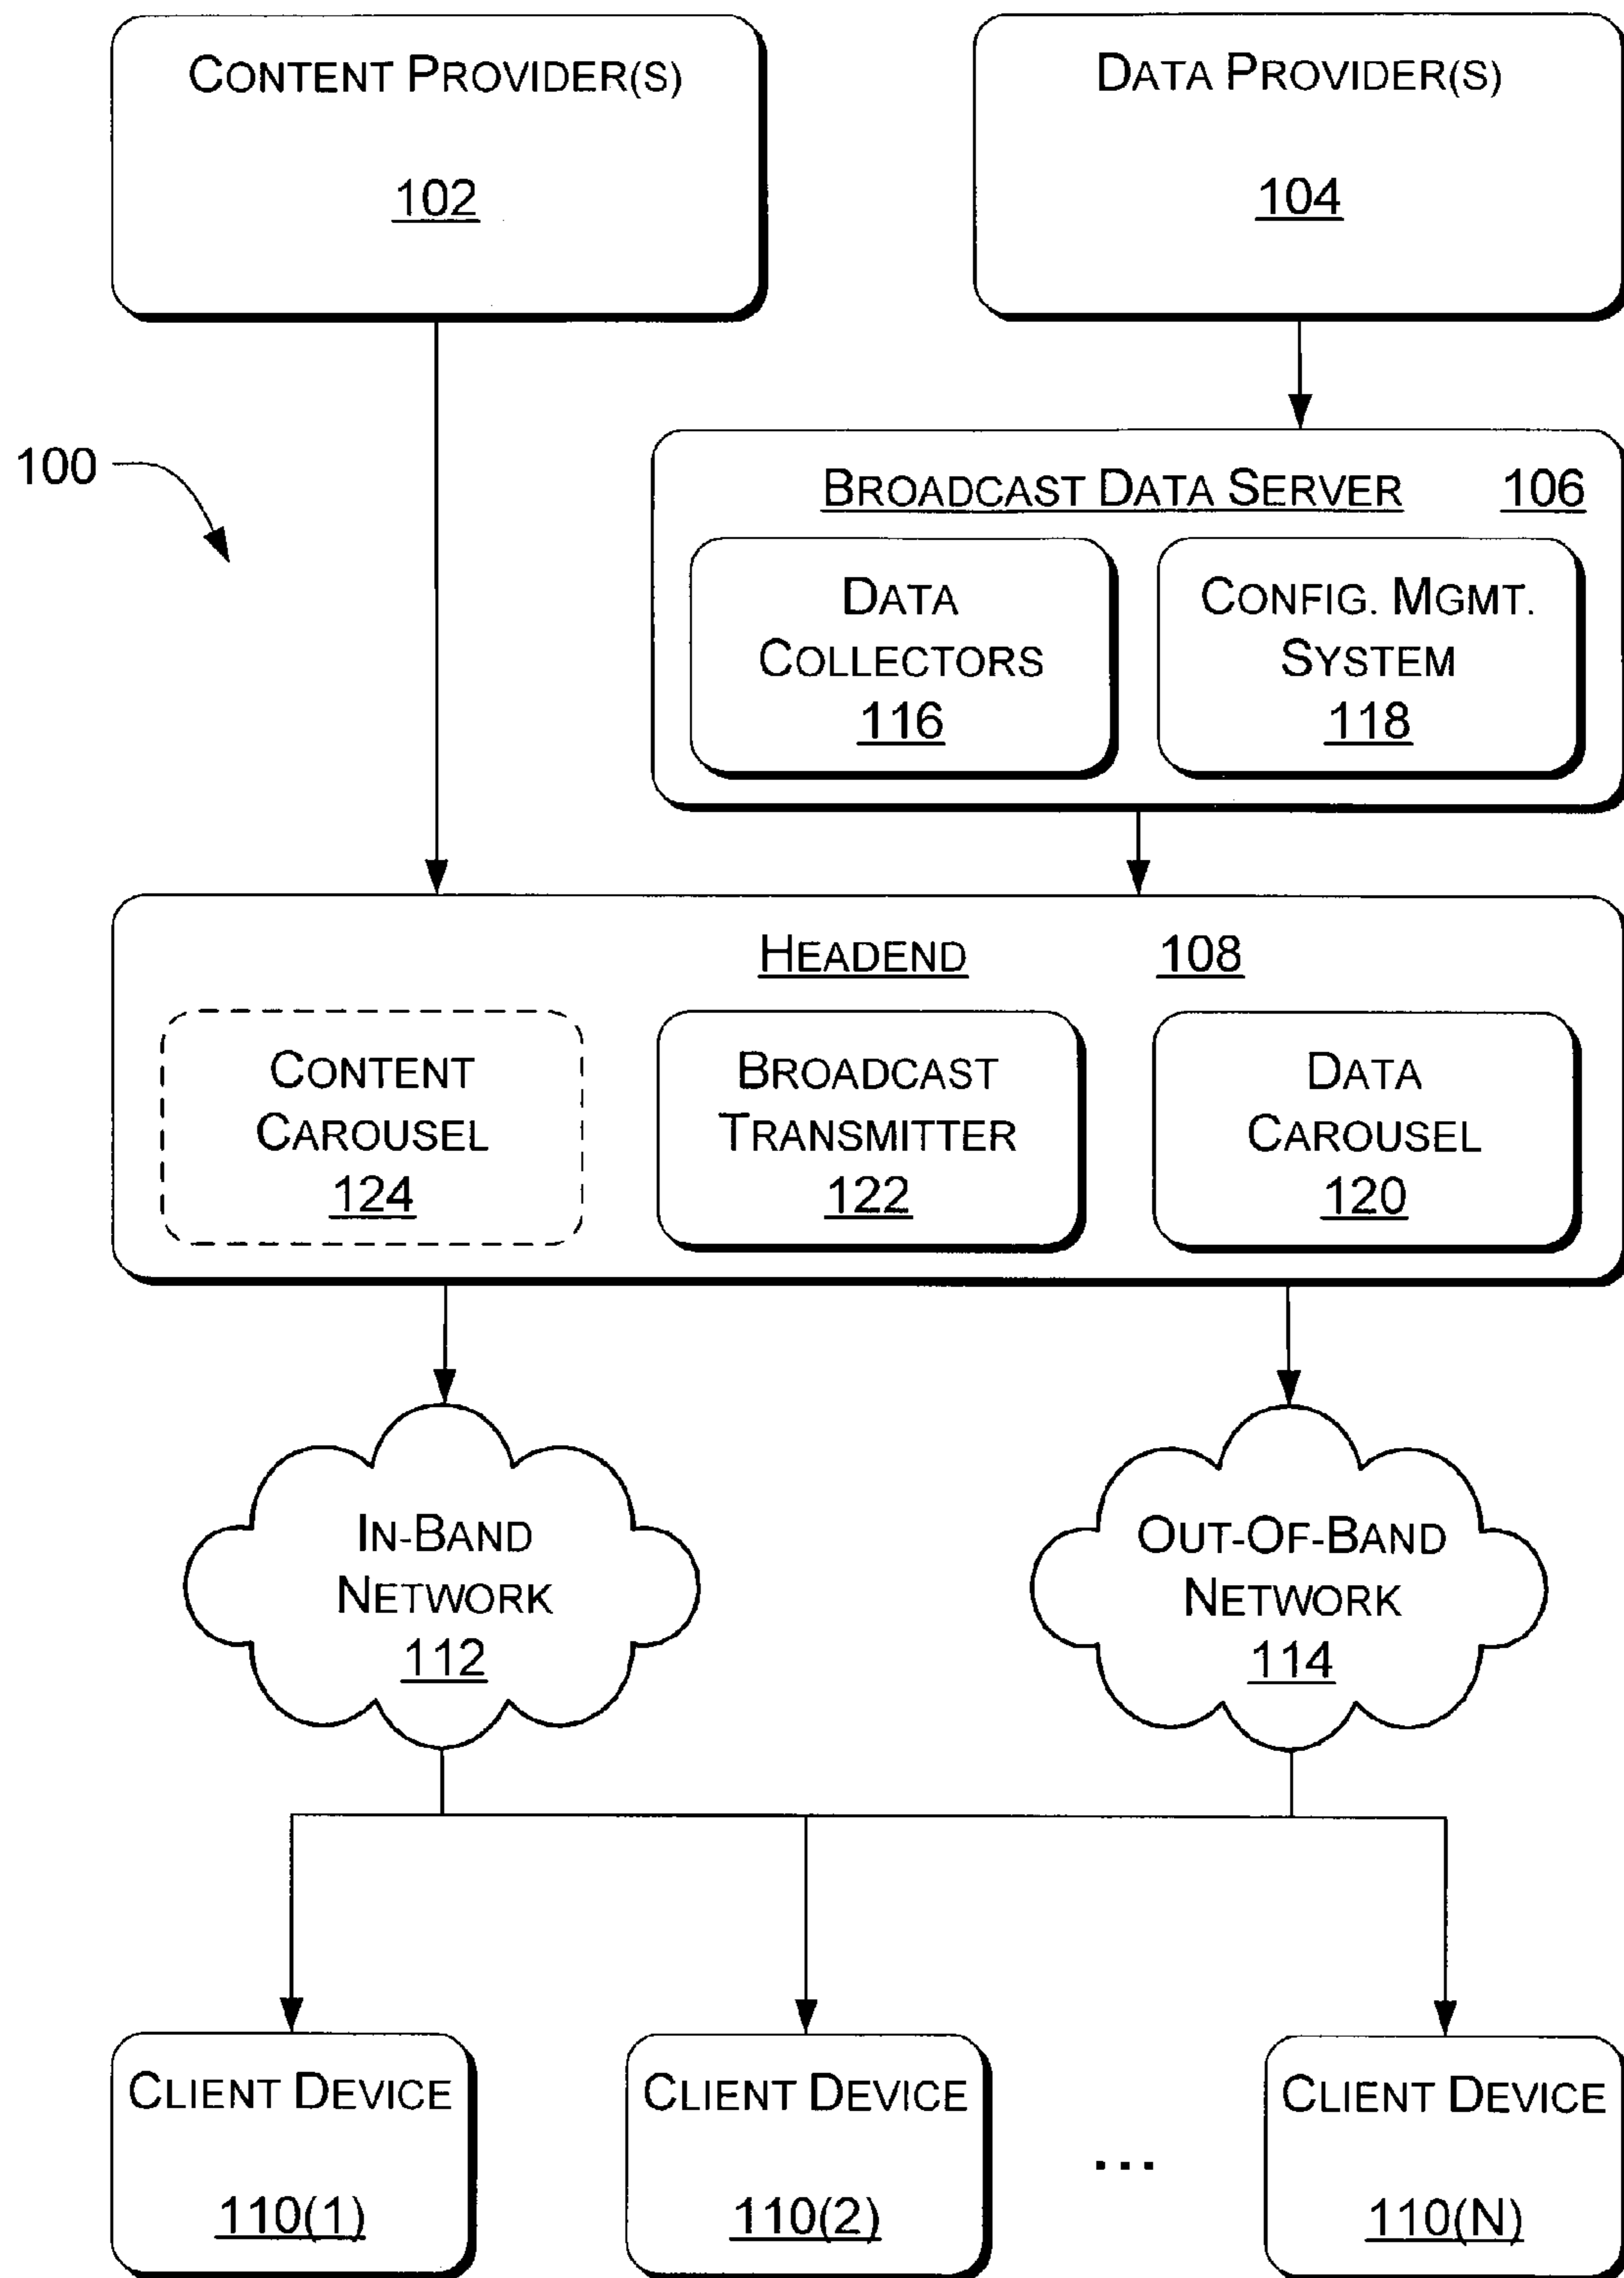 CONTENT PROVIDER(S)
102
DATA PROVIDER(S)
104
100
BROADCAST DATA SERVER 106
DATA
COLLECTORS
116
CONFIG. MGMT.
SYSTEM
118
HEADEND 108
CONTENT
CAROUSEL
124
BROADCAST
TRANSMITTER
122
DATA
CAROUSEL
120
IN-BAND
NETWORK
112
OUT-OF-BAND
NETWORK
114
CLIENT DEVICE
110(1)
CLIENT DEVICE
110(2)
...
CLIENT DEVICE
110(N)